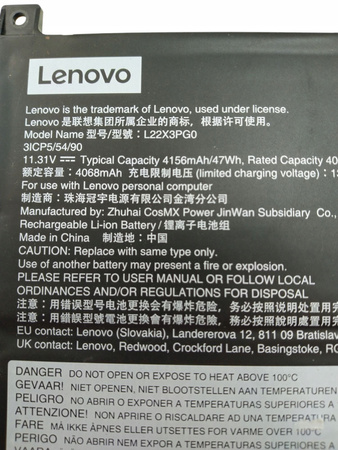 Lenovo
Lenovo is the trademark of Lenovo, used under license.
Lenovo 是联想集团所属企业的商标，根据许可使用.
Model Name 型号/型號: L22X3PG0
3ICP5/54/90
11.31V⎓ Typical Capacity 4156mAh/47Wh, Rated Capacity 40
额定容量：4068mAh 充电限制电压 (limited charging voltage)：13
For use with Lenovo personal computer
制造商：珠海冠宇电源有限公司金湾分公司
Manufactured by: Zhuhai CosMX Power JinWan Subsidiary Co.,
Rechargeable Li-ion Battery / 锂离子电池组
Made in China 制造地：中国
CAUTION: Replace with same type only.
Use of another battery may present a fire or explosion.
PLEASE REFER TO USER MANUAL OR FOLLOW LOCAL
ORDINANCES AND/OR REGULATIONS FOR DISPOSAL
注意：用错误型号电池更换会有爆炸危险，务必按照说明处置用完
注意：用錯誤型號電池更換會有爆炸危險，務必按照說明處置用
EU contact: Lenovo (Slovakia), Landererova 12, 811 09 Bratislav
UK contact: Lenovo, Redwood, Crockford Lane, Basingstoke, RG
DANGER DO NOT OPEN OR EXPOSE TO HEAT ABOVE 100°C
GEVAAR! NIET OPENEN, NIET BLOOTSTELLEN AAN TEMPERATUREN
PELIGRO NO ABRIR O EXPONER A TEMPERATURAS SUPERIORES A
ATTENZIONE! NON APRIRE O RISCALDARE AD UNA TEMPERATURA
FARE MÅ IKKE ÅPNES ELLER UTSETTES FOR VARME OVER 100°C
PERIGO NÃO ABRIR NEM EXPOR A TEMPERATURAS SUPERIORES A